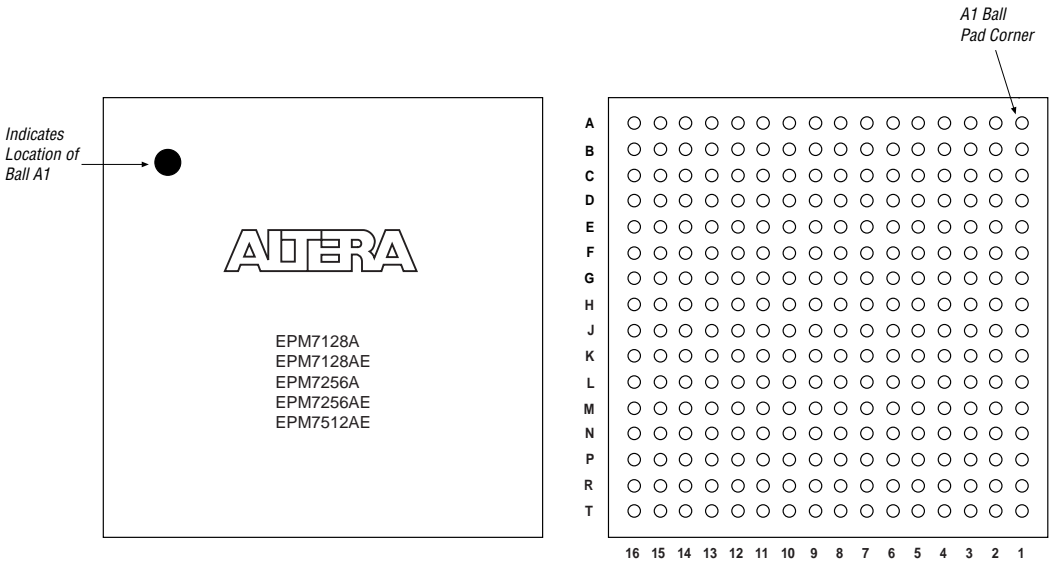 A1 Ball
Pad Corner
Indicates
Location of
Ball A1
ALTERA
EPM7128A
EPM7128AE
EPM7256A
EPM7256AE
EPM7512AE
A
B
C
D
E
F
G
H
J
K
L
M
N
P
R
T
16 15 14 13 12 11 10 9 8 7 6 5 4 3 2 1